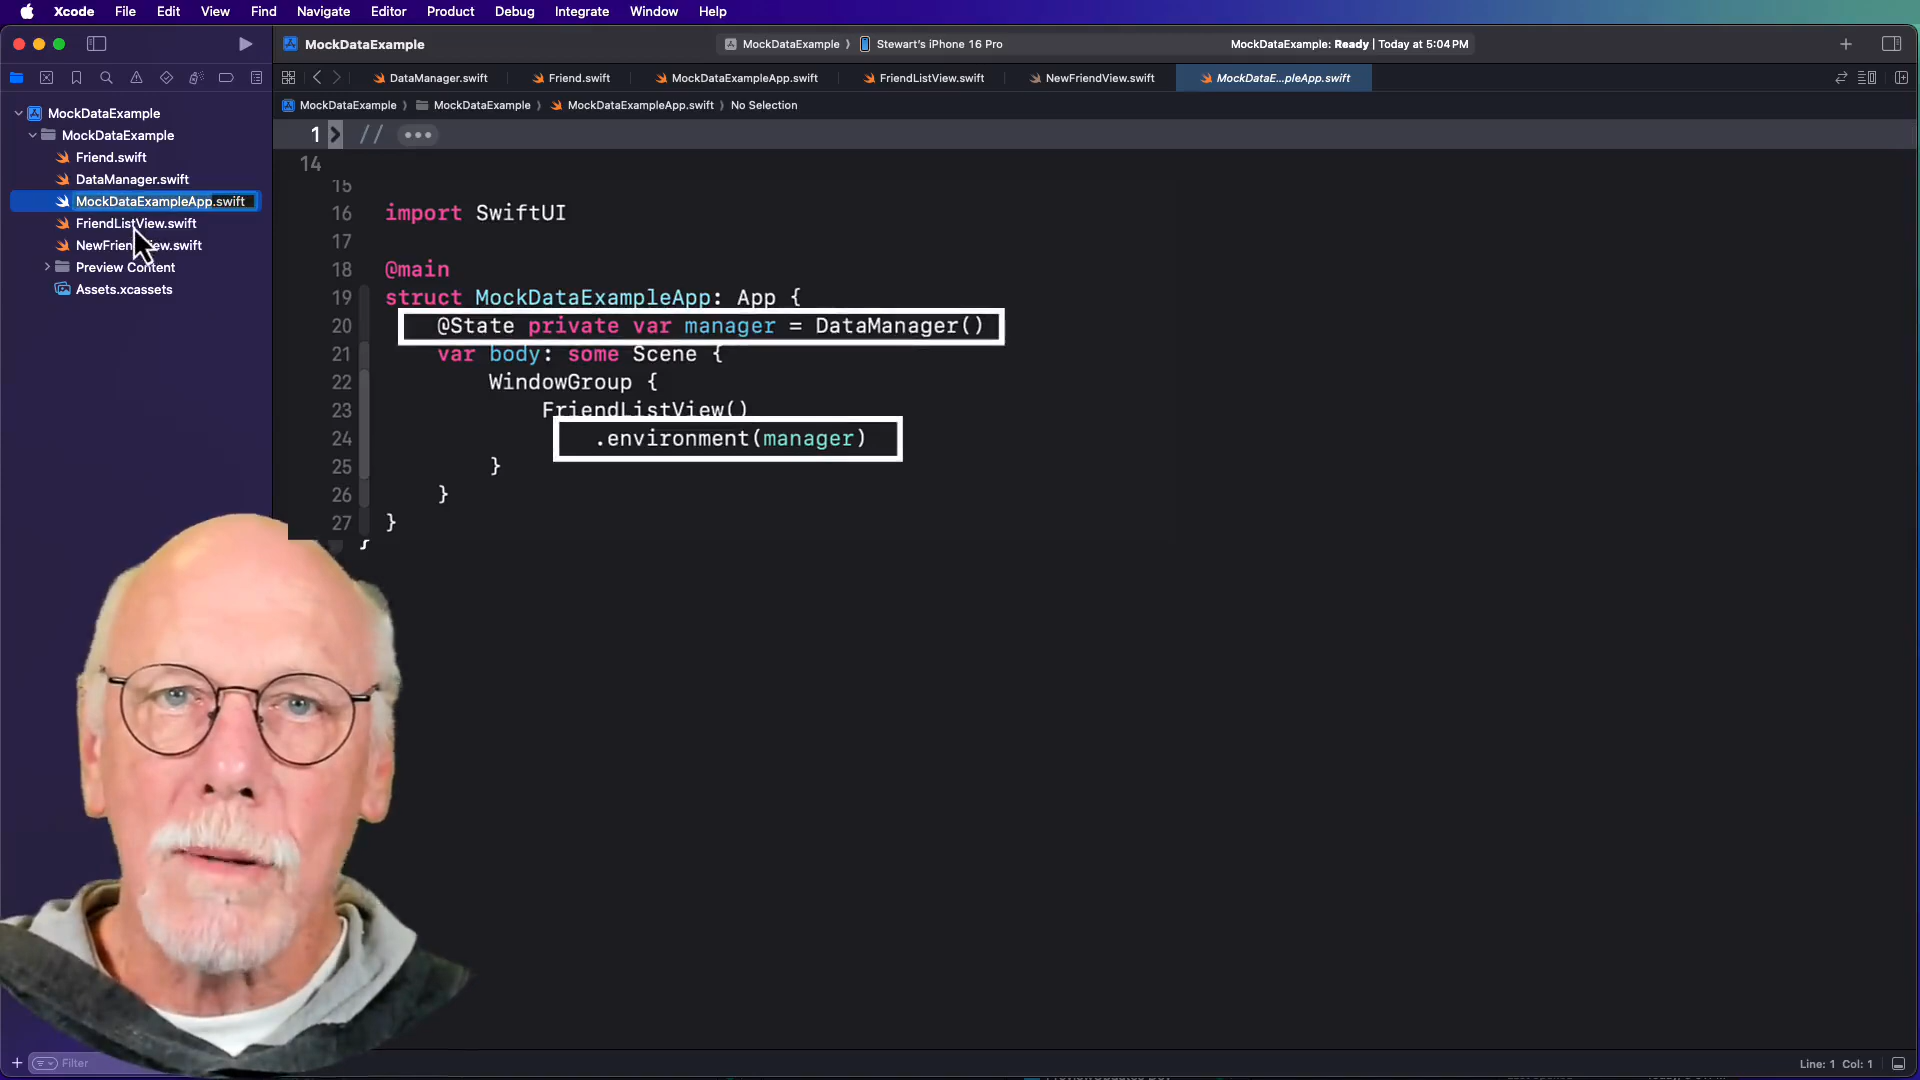 Xcode File Edit View Find Navigate Editor Product Debug Integrate Window Help
MockDataExample
MockDataExample
Stewart's iPhone 16 Pro
MockDataExample: Ready | Today at 5:04 PM
DataManager.swift
Friend.swift
MockDataExampleApp.swift
FriendListView.swift
NewFriendView.swift
MockDataE...pleApp.swift
MockDataExample
MockDataExample
MockDataExampleApp.swift
No Selection
MockDataExample
MockDataExample
Friend.swift
DataManager.swift
MockDataExampleApp.swift
FriendListView.swift
Preview Content
Assets.xcassets
1 // •••
14
15
16 import SwiftUI
17
18 @main
19 struct MockDataExampleApp: App {
20 @State private var manager = DataManager()
21 var body: some Scene {
22 WindowGroup {
23 FriendListView()
24 .environment(manager)
25 }
26 }
27 }
Filter
Line: 1 Col: 1